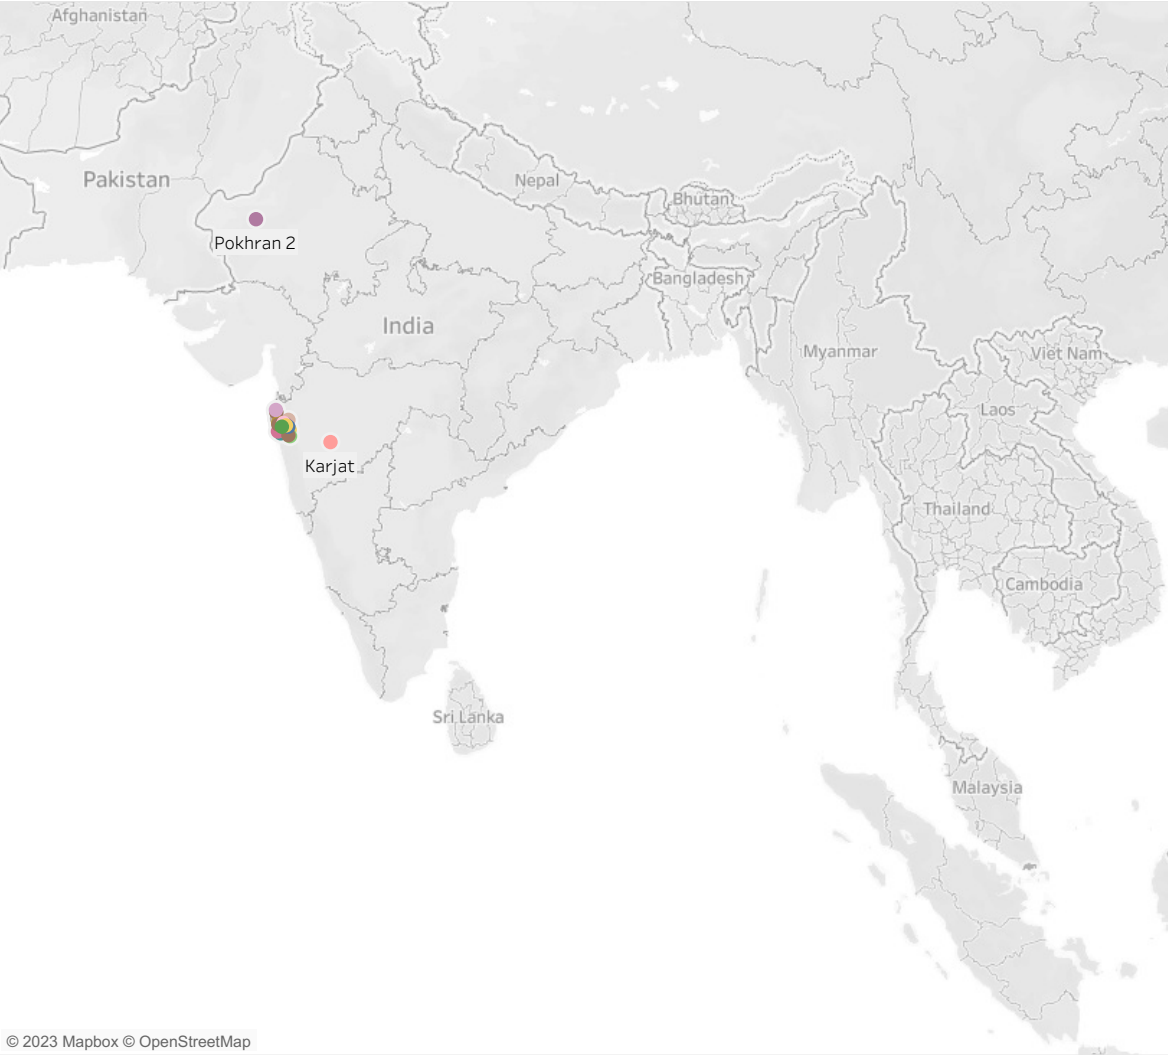 Afghanistan
Pakistan
Nepal
Bhutan
Pokhran 2
Bangladesh
India
Myanmar
Viet Nam
Laos
Karjat
Thailand
Cambodia
Sri Lanka
Malaysia
© 2023 Mapbox © OpenStreetMap